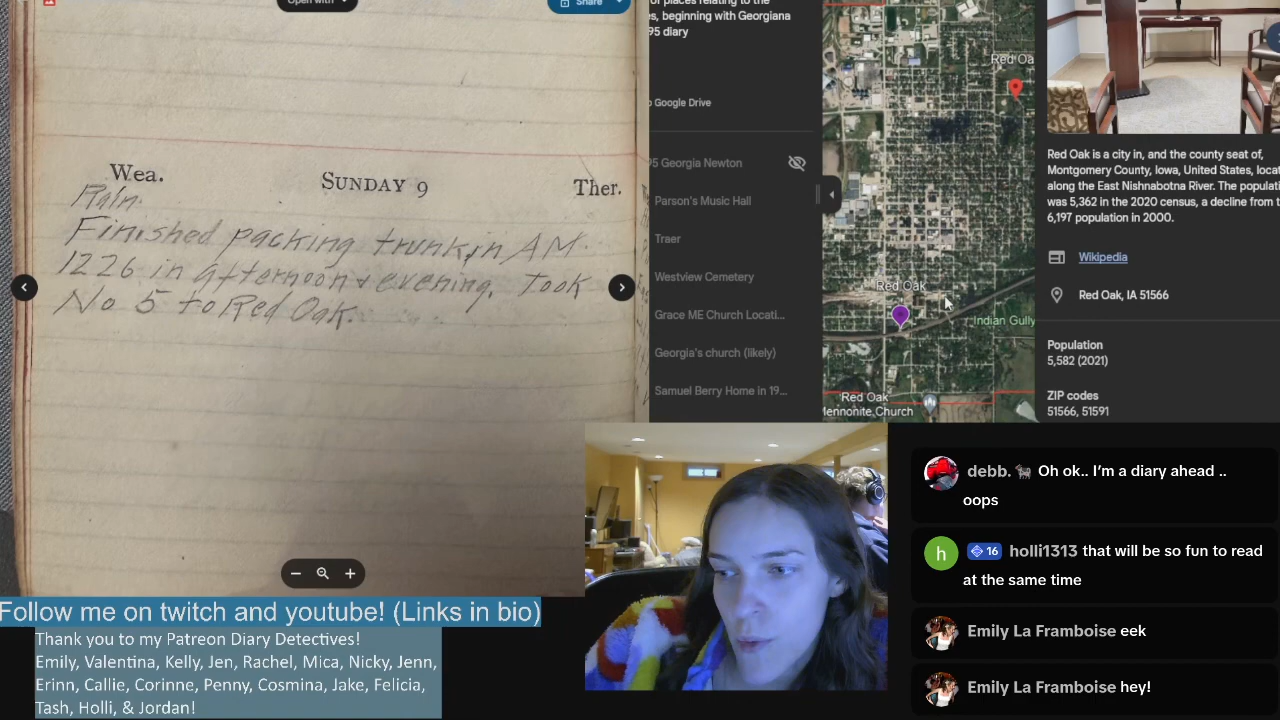 Open with
Share
Wea.
SUNDAY 9
Ther.
Rain.
Finished packing trunk in AM.
1226 in afternoon & evening. Took
No 5 to Red Oak.
of places relating to the
s, beginning with Georgiana
95 diary
Google Drive
95 Georgia Newton
Parson's Music Hall
Traer
Westview Cemetery
Grace ME Church Locati...
Georgia's church (likely)
Samuel Berry Home in 19...
Red Oa
Red Oak
Indian Gully
Red Oak
Mennonite Church
Red Oak is a city in, and the county seat of,
Montgomery County, Iowa, United States, locat
along the East Nishnabotna River. The populati
was 5,362 in the 2020 census, a decline from t
6,197 population in 2000.
Wikipedia
Red Oak, IA 51566
Population
5,582 (2021)
ZIP codes
51566, 51591
debb. 🐈‍⬛ Oh ok.. I'm a diary ahead ..
oops
h 16 holli1313 that will be so fun to read
at the same time
Emily La Framboise eek
Emily La Framboise hey!
Follow me on twitch and youtube! (Links in bio)
Thank you to my Patreon Diary Detectives!
Emily, Valentina, Kelly, Jen, Rachel, Mica, Nicky, Jenn,
Erinn, Callie, Corinne, Penny, Cosmina, Jake, Felicia,
Tash, Holli, & Jordan!